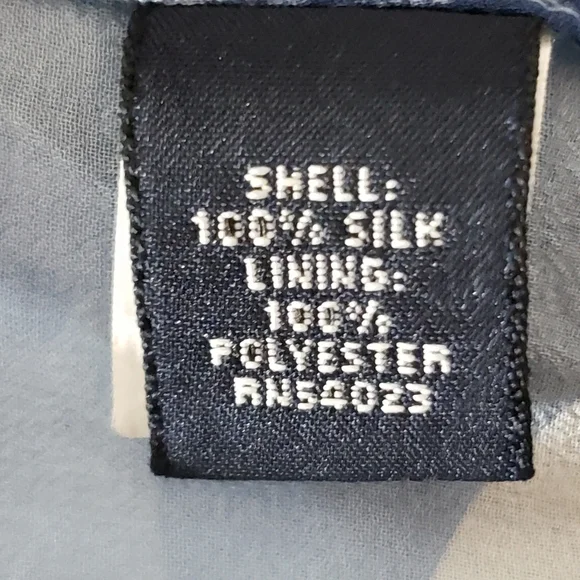 SHELL:
100% SILK
LINING:
100%
POLYESTER
RN54023